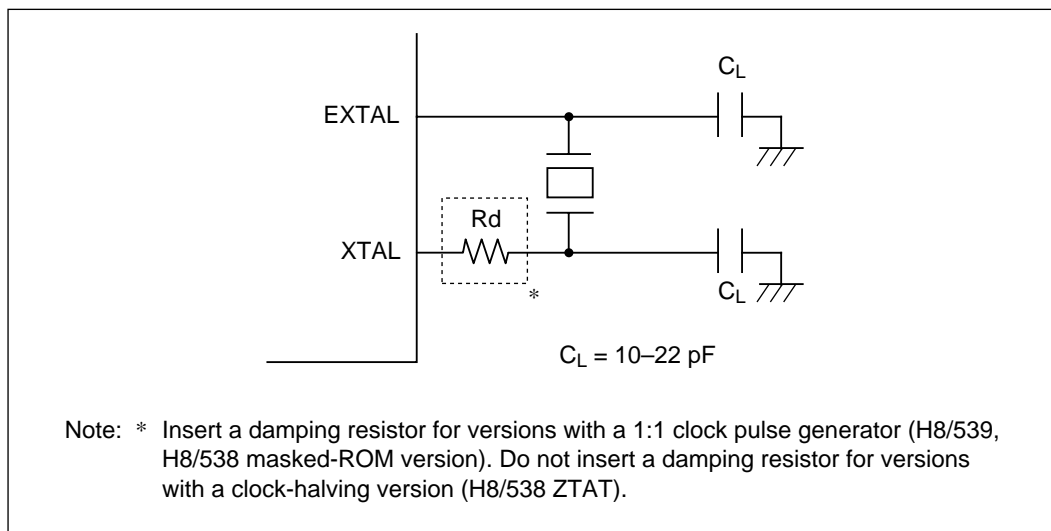 C_L
EXTAL
Rd
XTAL
*
C_L
C_L = 10–22 pF
Note: * Insert a damping resistor for versions with a 1:1 clock pulse generator (H8/539,
H8/538 masked-ROM version). Do not insert a damping resistor for versions
with a clock-halving version (H8/538 ZTAT).